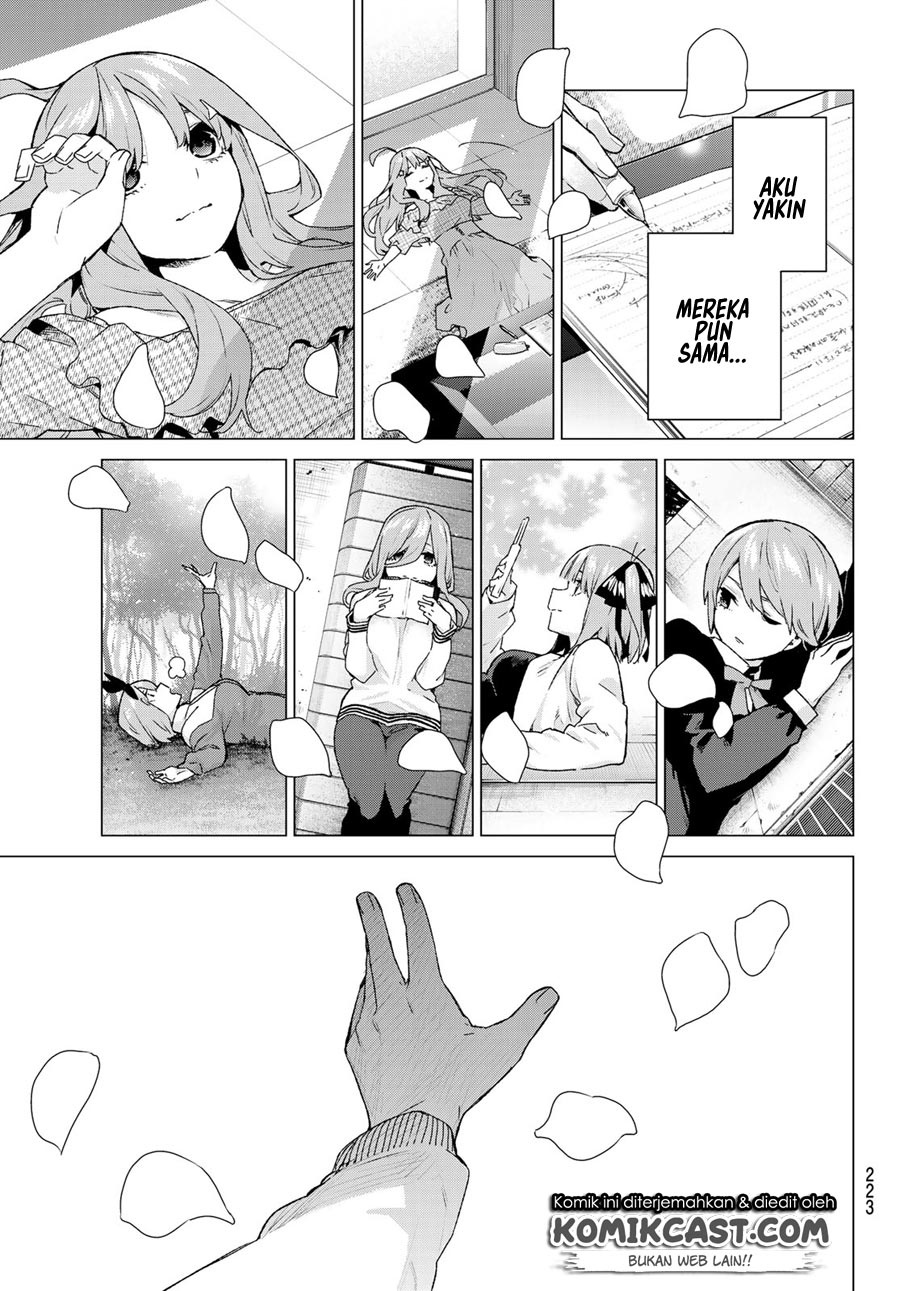 AKU
YAKIN
MEREKA
PUN
SAMA...
223
Komik ini diterjemahkan & diedit oleh
KOMIKCAST.COM
BUKAN WEB LAIN!!